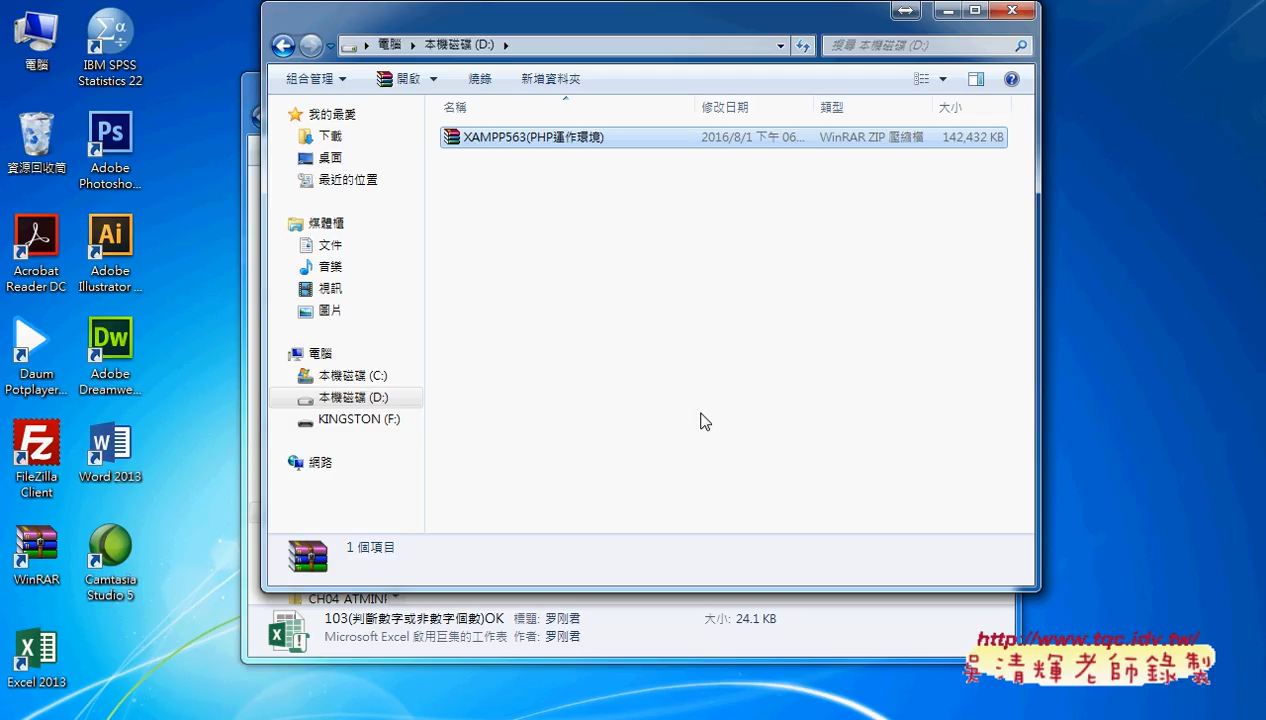 電腦
IBM SPSS
Statistics 22
資源回收筒
Adobe
Photosho...
Acrobat
Reader DC
Adobe
Illustrator ...
Daum
Potplayer...
Adobe
Dreamwe...
FileZilla
Client
Word 2013
WinRAR
Camtasia
Studio 5
Excel 2013
電腦 本機磁碟 (D:)
搜尋 本機磁碟 (D:)
組合管理 開啟 燒錄 新增資料夾
名稱 修改日期 類型 大小
XAMPP563(PHP運作環境) 2016/8/1 下午 06... WinRAR ZIP 壓縮檔 142,432 KB
我的最愛
下載
桌面
最近的位置
媒體櫃
文件
音樂
視訊
圖片
電腦
本機磁碟 (C:)
本機磁碟 (D:)
KINGSTON (F:)
網路
1 個項目
CH04 ATMINI
103(判斷數字或非數字個數)OK 標題: 罗刚君 大小: 24.1 KB
Microsoft Excel 啟用巨集的工作表 作者: 罗刚君
http://www.tqc.idv.tw/
吳清輝老師錄製